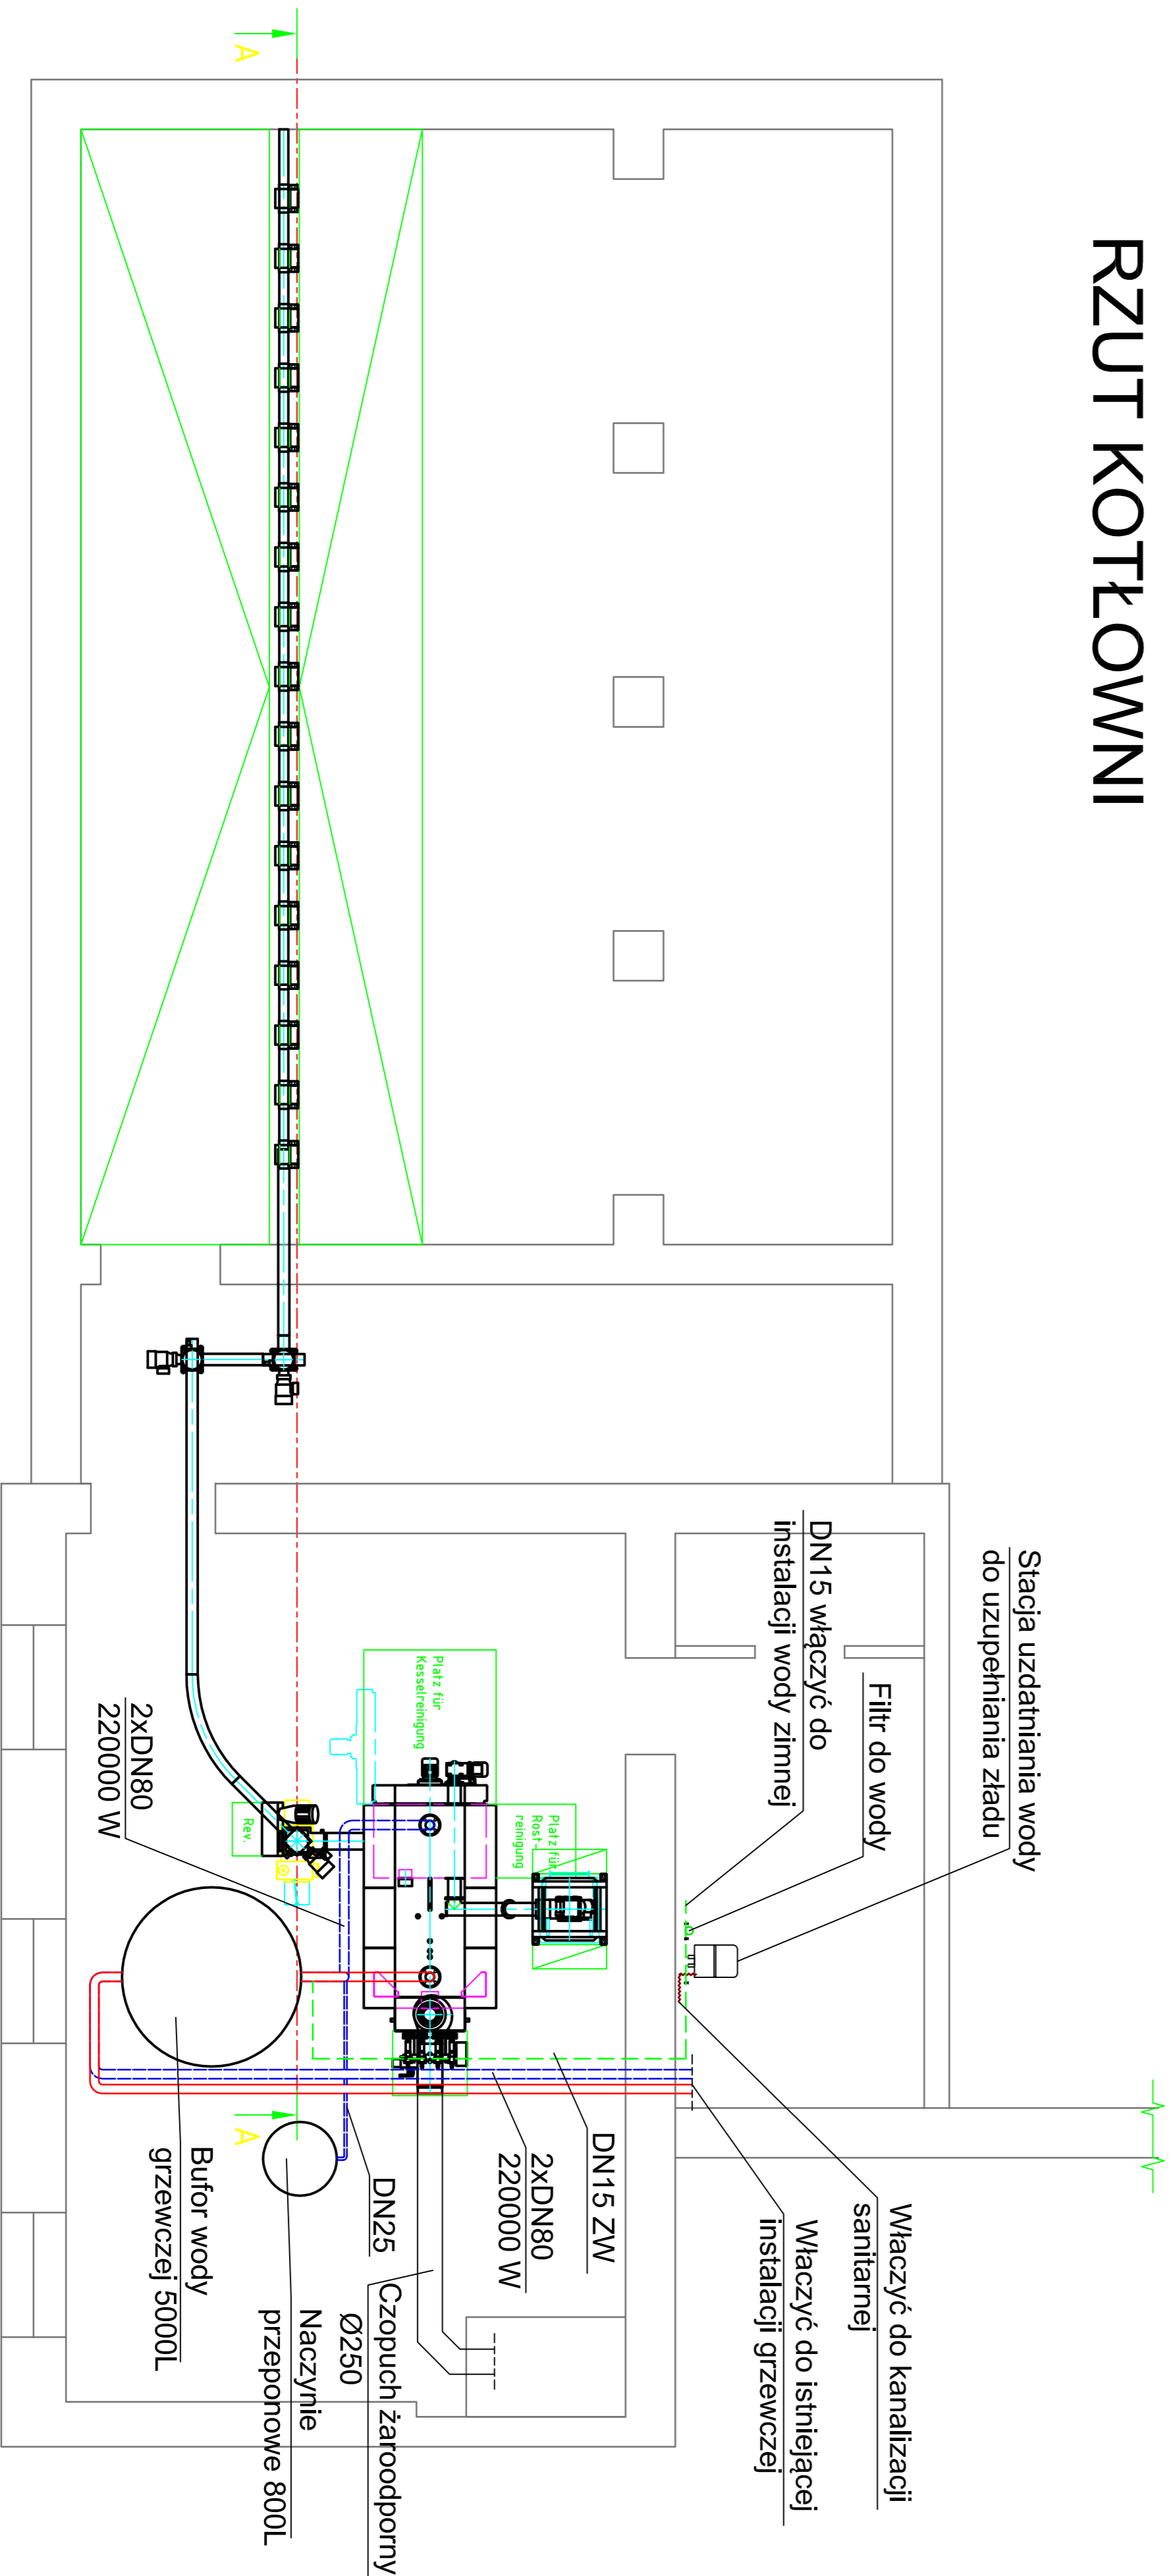 RZUT KOTŁOWNI
A
Stacja uzdatniania wody
do uzupełniania zładu
Filtr do wody
DN15 włączyć do
instalacji wody zimnej
Platz für
Kesselreinigung
Platz für
Rost-
reinigung
Rev.
2xDN80
220000 W
Właczyć do kanalizacji
sanitarnej
Właczyć do istniejącej
instalacji grzewczej
DN15 ZW
2xDN80
220000 W
DN25
Czopuch żaroodporny
Ø250
Naczynie
przeponowe 800L
Bufor wody
grzewczej 5000L
A